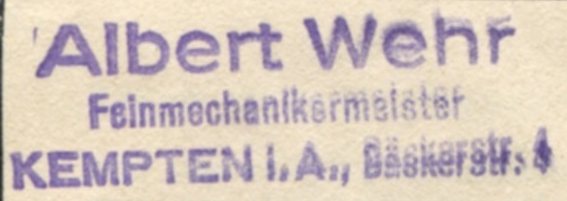 Albert Wehr
Feinmechanikermeister
KEMPTEN i. A., Bäckerstr. 4